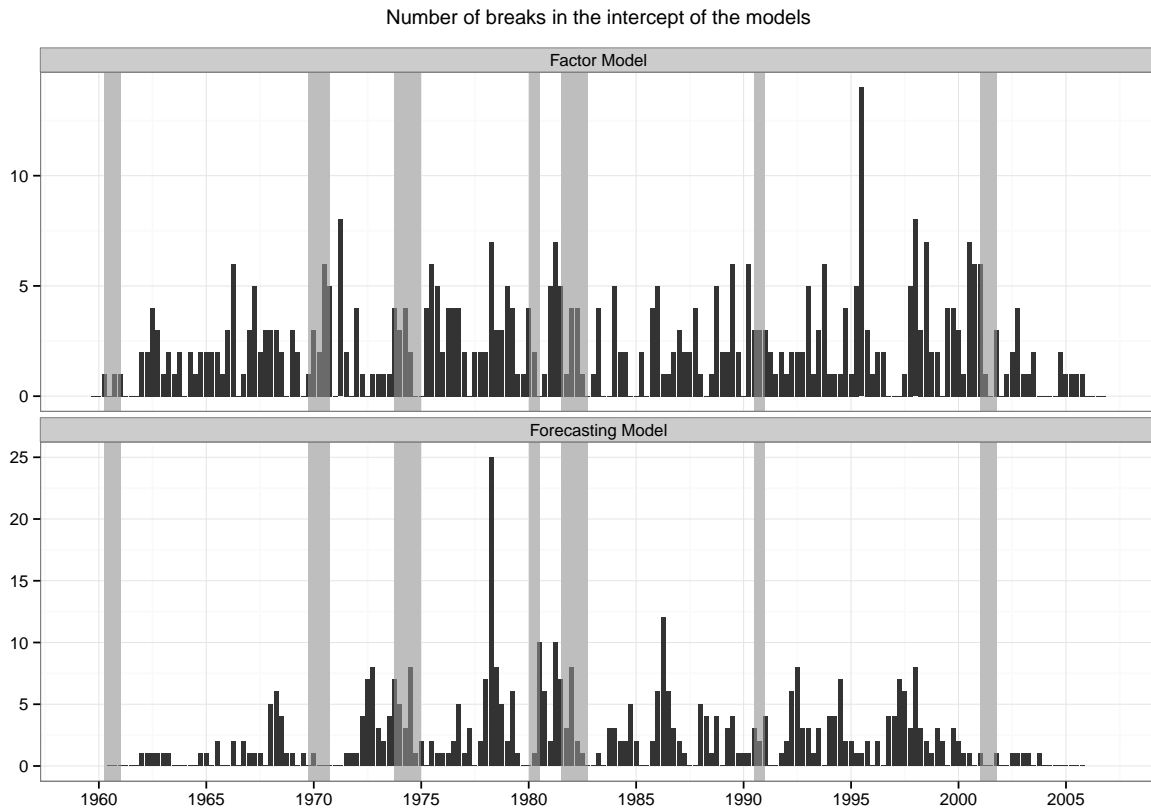 Number of breaks in the intercept of the models
Factor Model
10
5
0
Forecasting Model
25
20
15
10
5
0
1960 1965 1970 1975 1980 1985 1990 1995 2000 2005